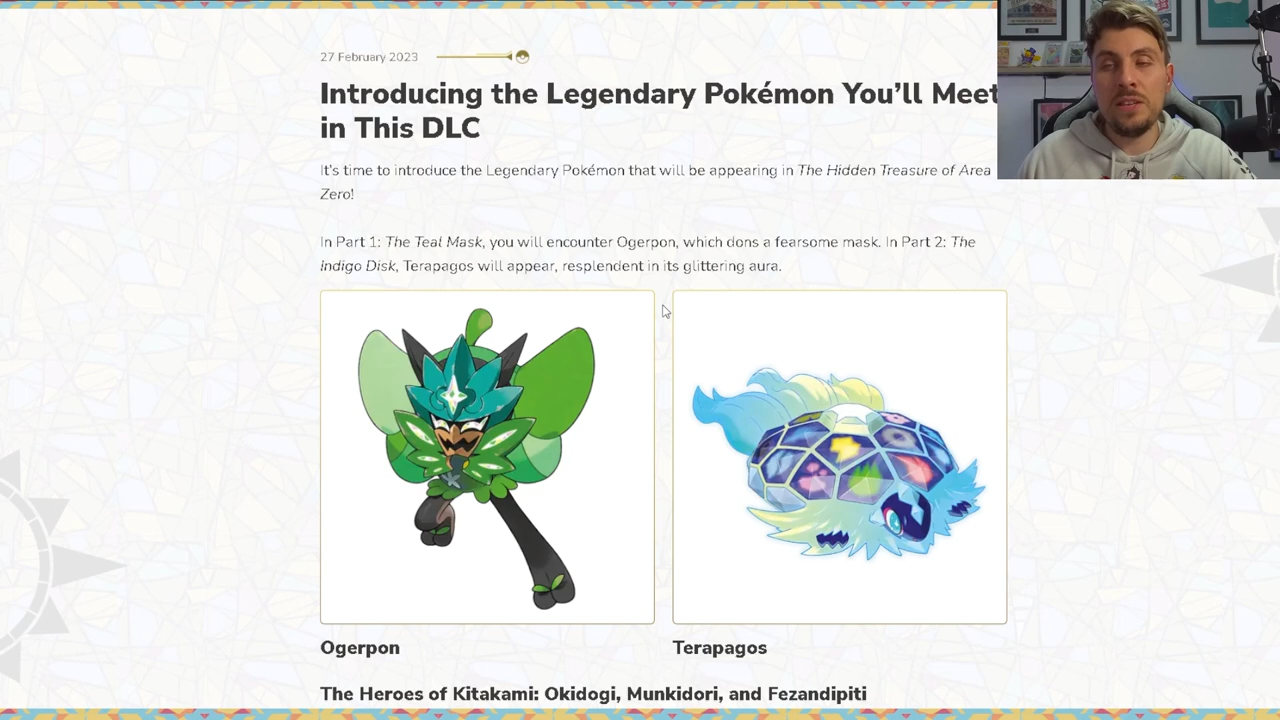 27 February 2023
Introducing the Legendary Pokémon You'll Meet
in This DLC
It's time to introduce the Legendary Pokémon that will be appearing in The Hidden Treasure of Area
Zero!
In Part 1: The Teal Mask, you will encounter Ogerpon, which dons a fearsome mask. In Part 2: The
Indigo Disk, Terapagos will appear, resplendent in its glittering aura.
Ogerpon
Terapagos
The Heroes of Kitakami: Okidogi, Munkidori, and Fezandipiti